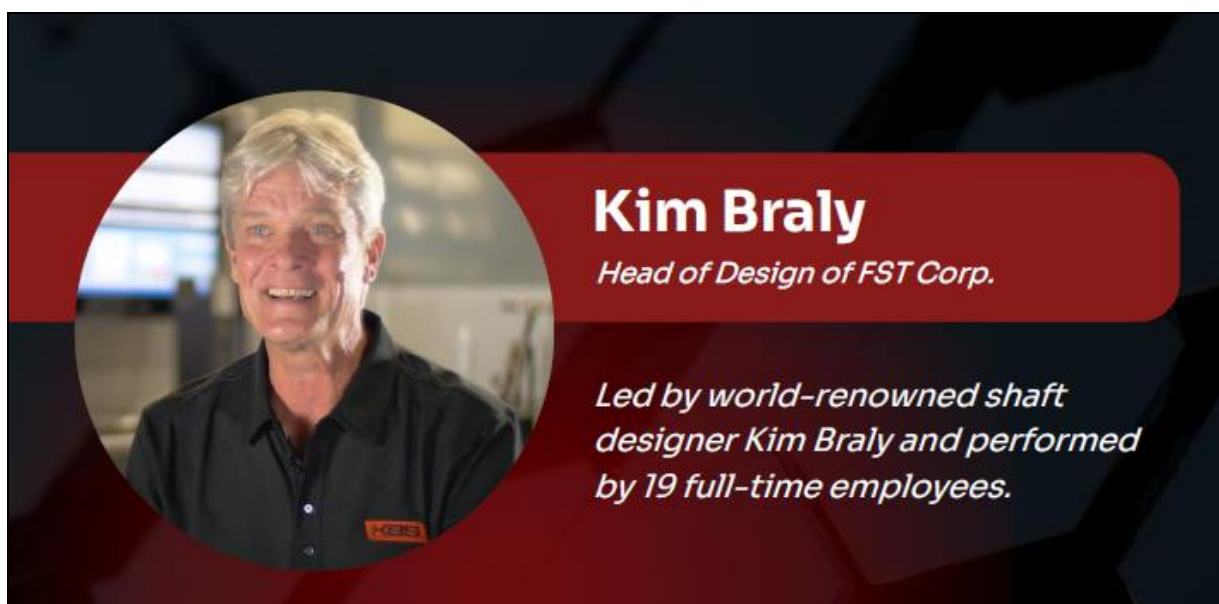 Kim Braly
Head of Design of FST Corp.
Led by world-renowned shaft
designer Kim Braly and performed
by 19 full-time employees.
KBS